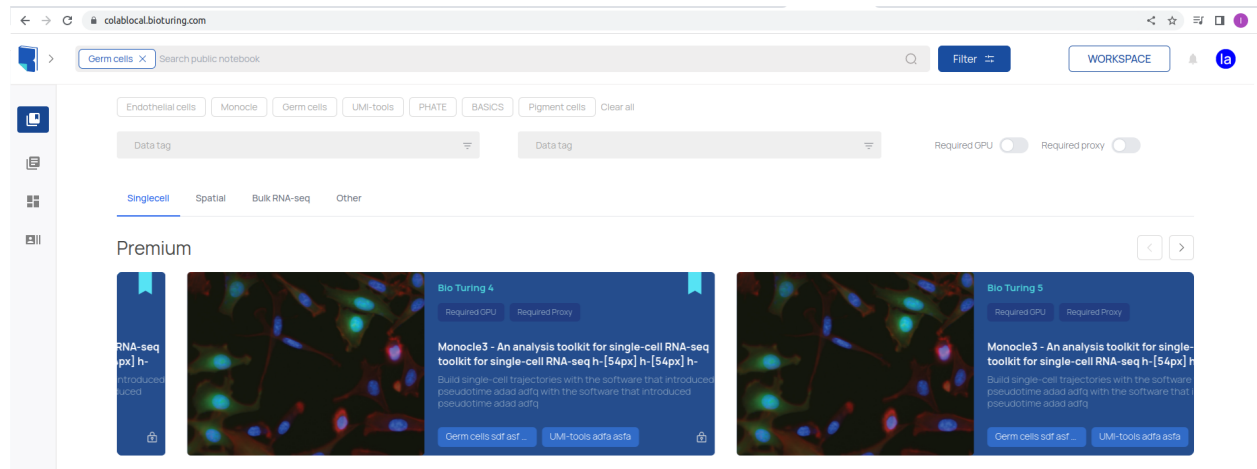 colablocal.bioturing.com
Germ cells
Search public notebook
Filter
WORKSPACE
la
Endothelial cells Monocle Germ cells UMI-tools PHATE BASiCS Pigment cells Clear all
Data tag Data tag Required GPU Required proxy
Singlecell Spatial Bulk RNA-seq Other
Premium
RNA-seq
px] h-
introduced
duced
Bio Turing 4
Required GPU Required Proxy
Monocle3 - An analysis toolkit for single-cell RNA-seq
toolkit for single-cell RNA-seq h-[54px] h-[54px] h-
Build single-cell trajectories with the software that introduced
pseudotime adad adfq with the software that introduced
pseudotime adad adfq
Germ cells sdf asf ... UMI-tools adfa asfa
Bio Turing 5
Required GPU Required Proxy
Monocle3 - An analysis toolkit for single-
toolkit for single-cell RNA-seq h-[54px] h
Build single-cell trajectories with the software
pseudotime adad adfq with the software that i
pseudotime adad adfq
Germ cells sdf asf ... UMI-tools adfa asfa